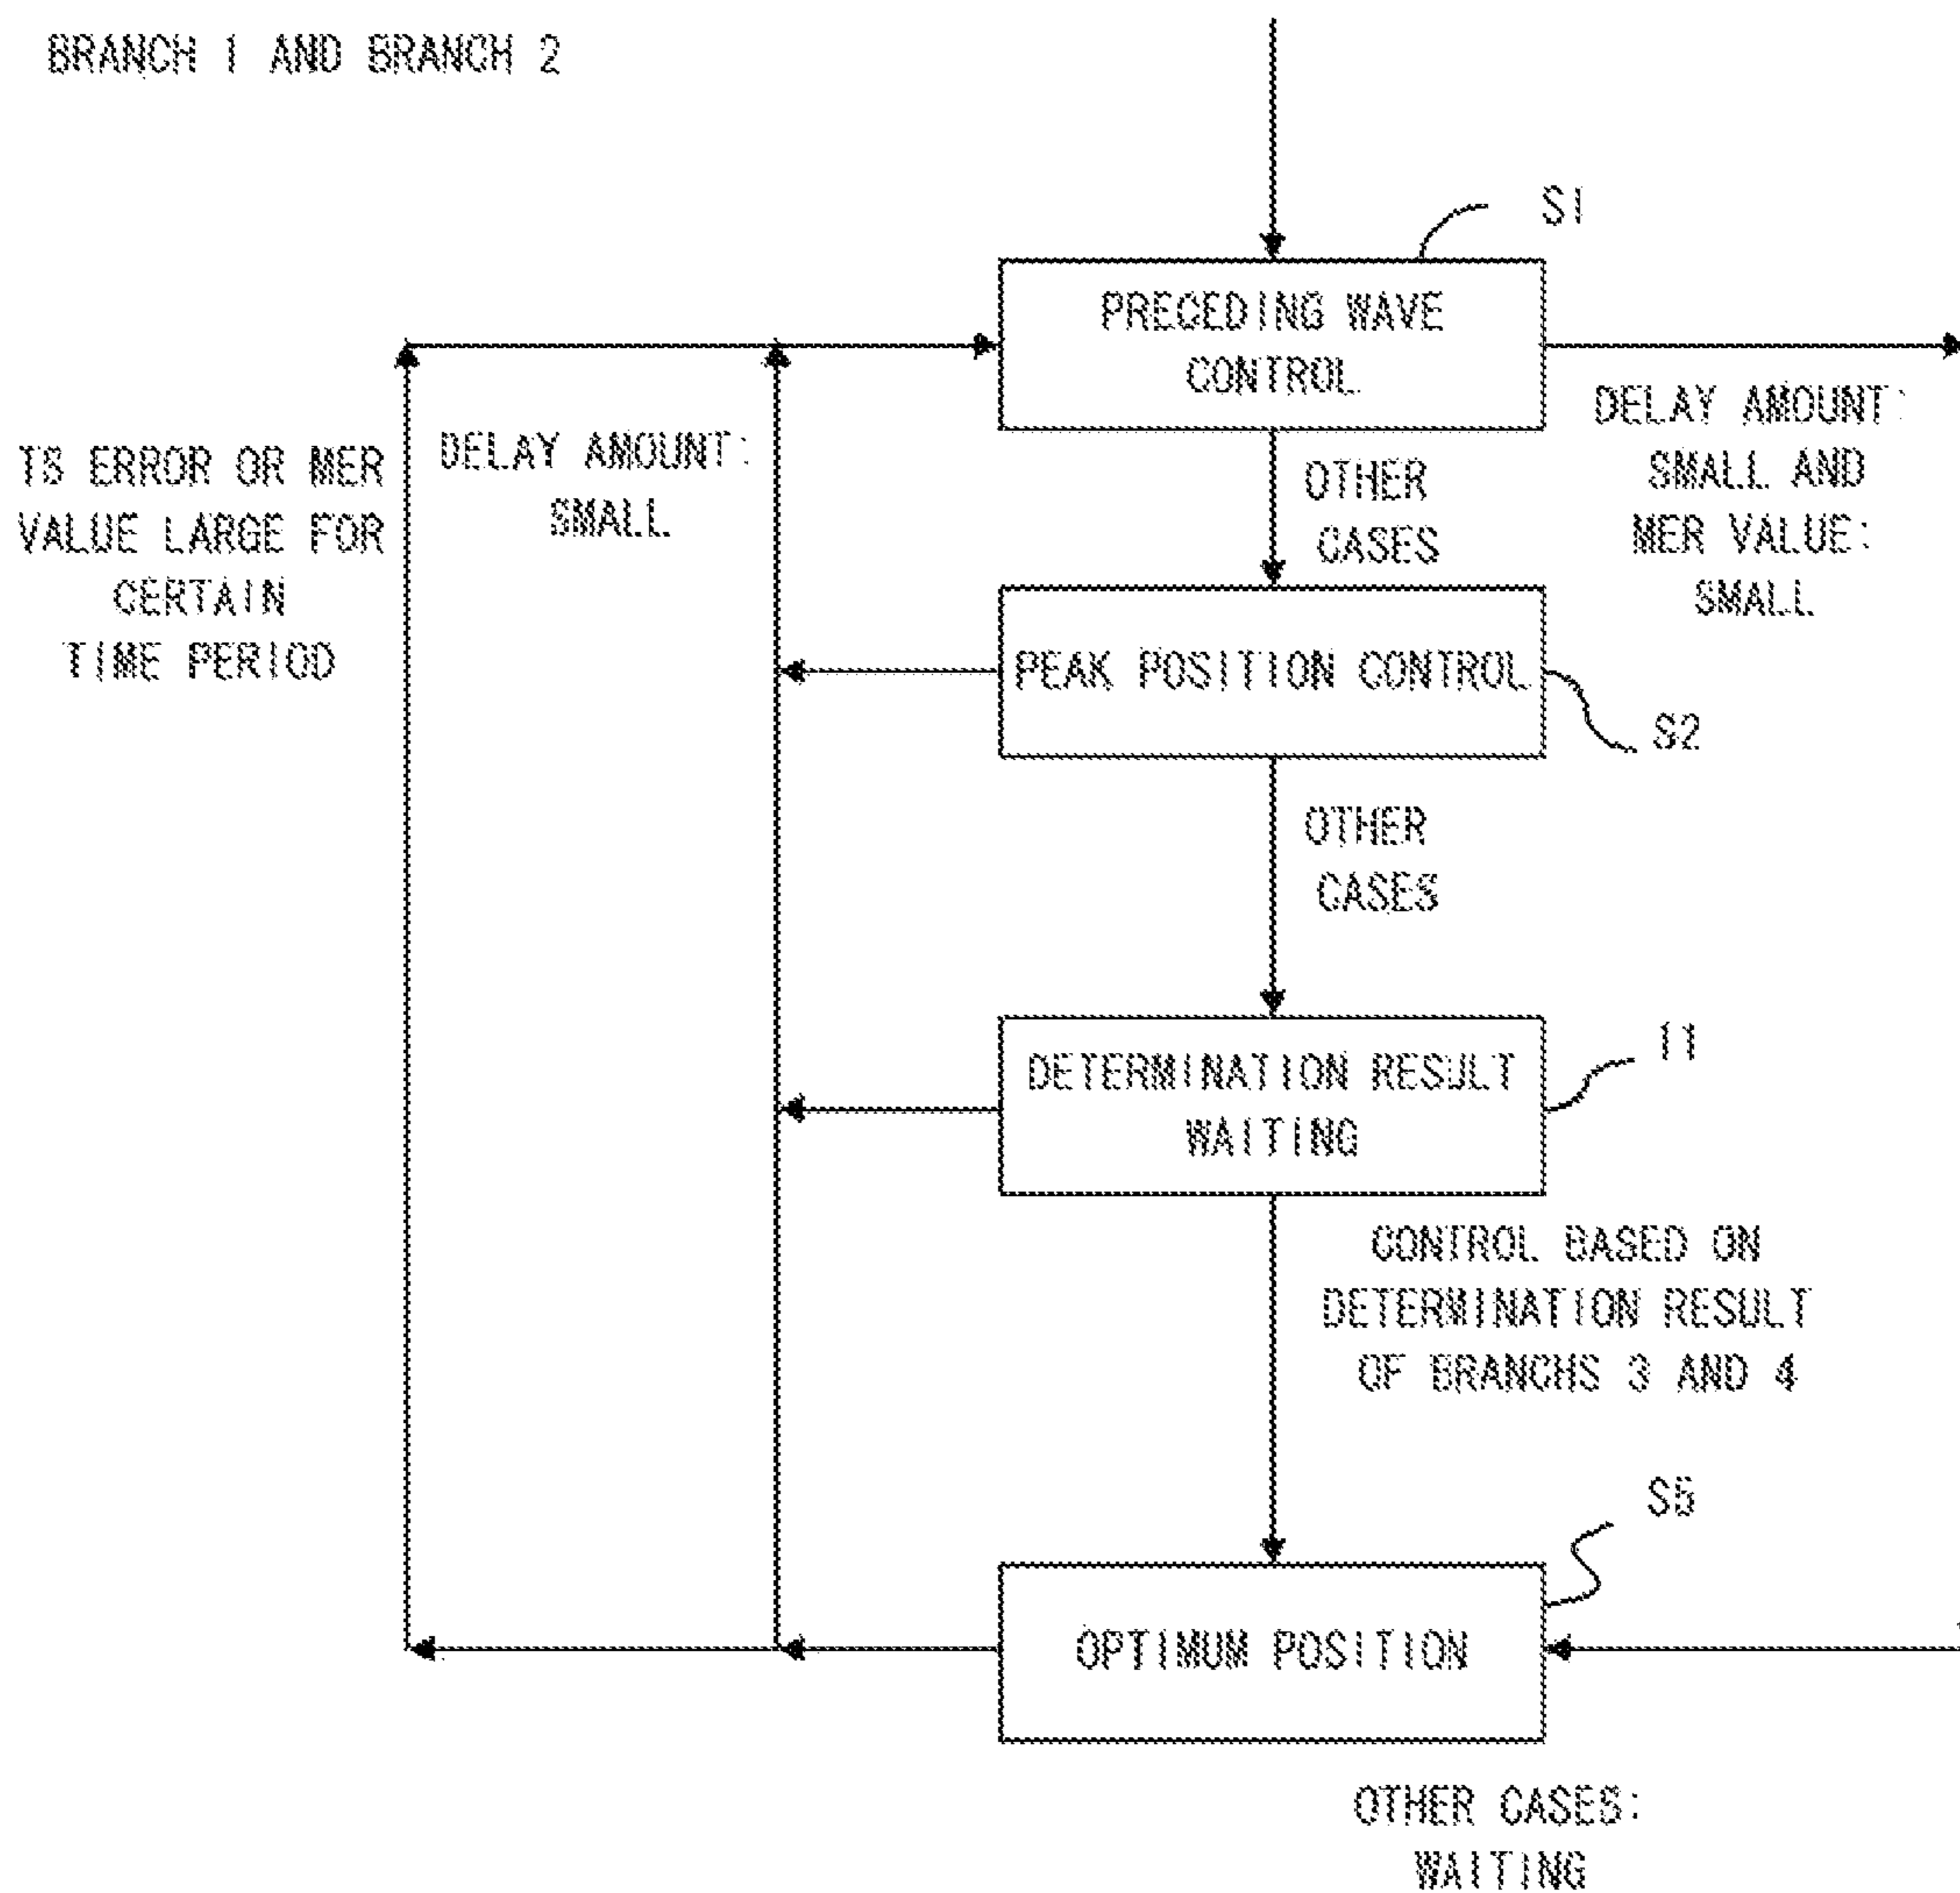 BRANCH 1 AND BRANCH 2
S1
PRECEDING WAVE
CONTROL
DELAY AMOUNT:
SMALL AND
MER VALUE:
SMALL
TS ERROR OR MER
VALUE LARGE FOR
CERTAIN
TIME PERIOD
DELAY AMOUNT:
SMALL
OTHER
CASES
PEAK POSITION CONTROL
S2
OTHER
CASES
DETERMINATION RESULT
WAITING
CONTROL BASED ON
DETERMINATION RESULT
OF BRANCHS 3 AND 4
S5
OPTIMUM POSITION
OTHER CASES:
WAITING